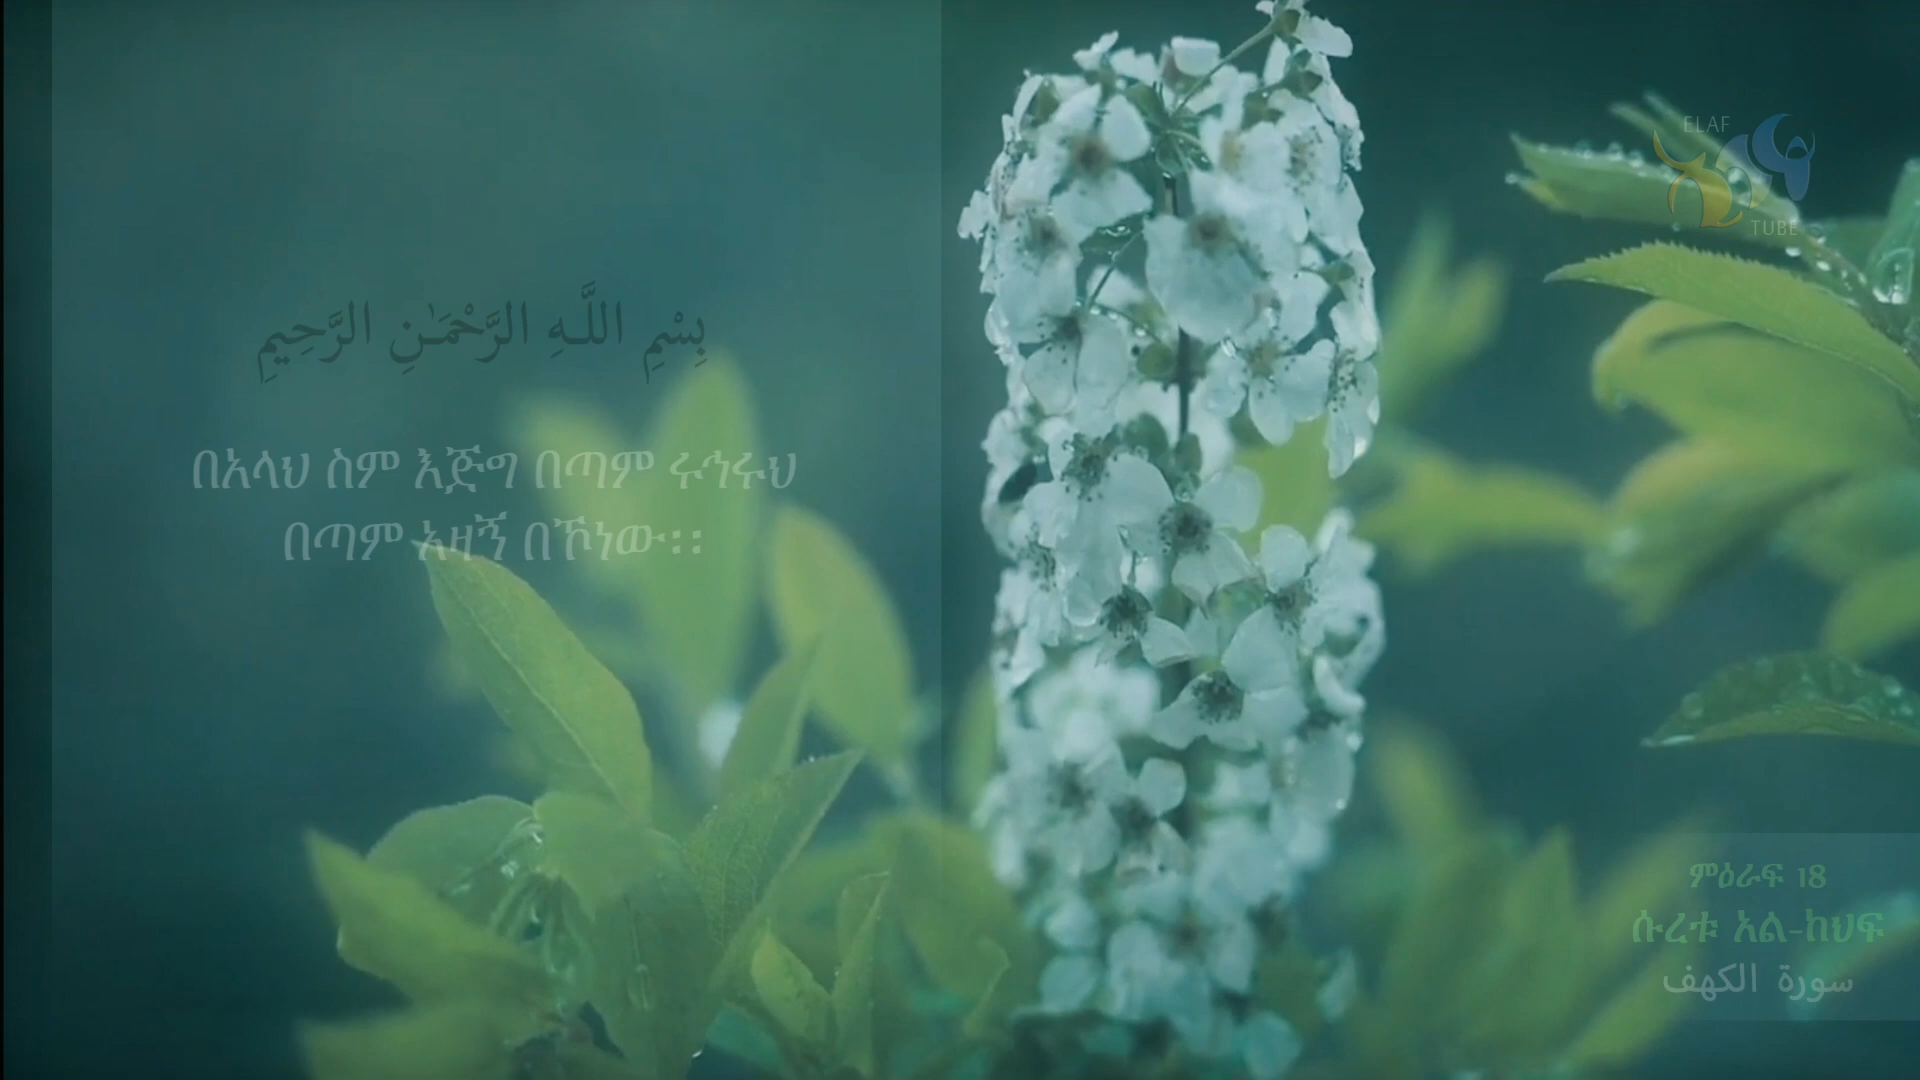 ELAF
TUBE
بِسْمِ اللَّـهِ الرَّحْمَـٰنِ الرَّحِيمِ
በአላህ ስም እጅግ በጣም ሩኅሩህ
በጣም አዛኝ በኾነው፡፡
ምዕራፍ 18
ሱረቱ አል-ከህፍ
سورة الكهف